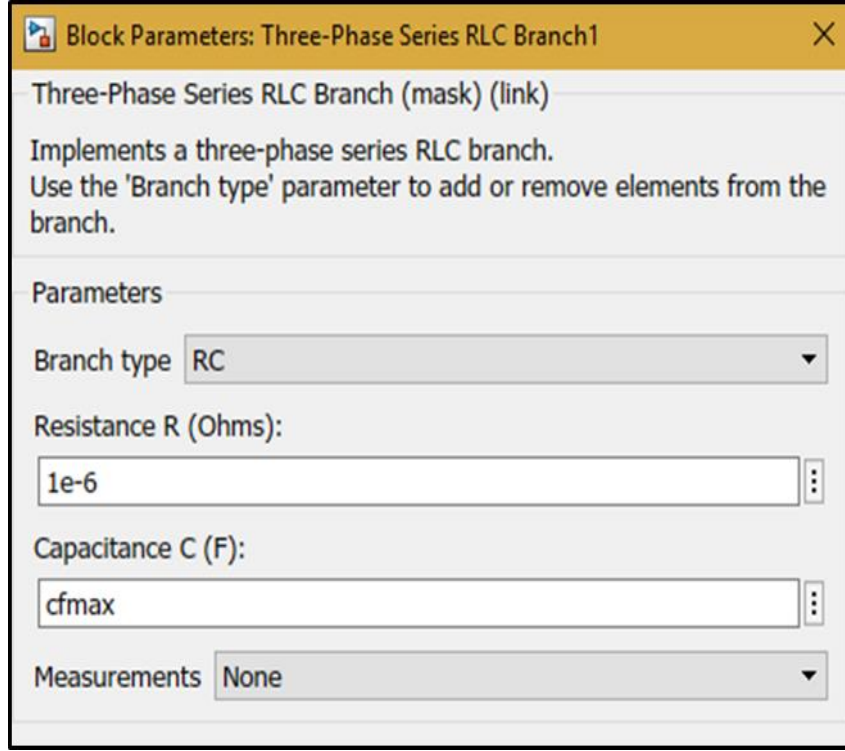 Block Parameters: Three-Phase Series RLC Branch1
Three-Phase Series RLC Branch (mask) (link)
Implements a three-phase series RLC branch.
Use the 'Branch type' parameter to add or remove elements from the
branch.
Parameters
Branch type RC
Resistance R (Ohms):
1e-6
Capacitance C (F):
cfmax
Measurements None